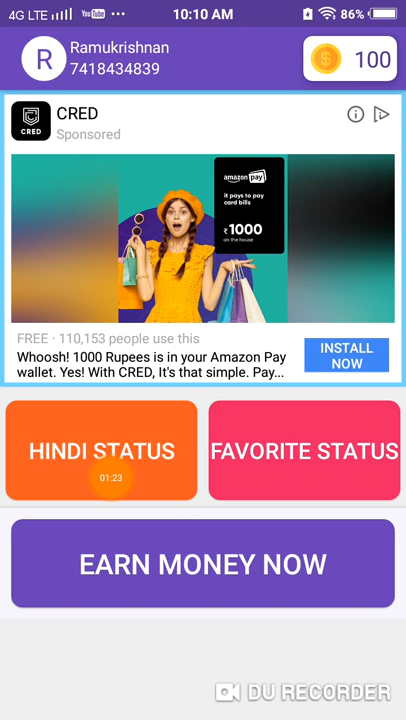 4G LTE YouTube ••• 10:10 AM 86%
R
Ramukrishnan
7418434839
$ 100
CRED
CRED
Sponsored
amazon pay
it pays to pay
card bills
₹1000
on the house
FREE · 110,153 people use this
Whoosh! 1000 Rupees is in your Amazon Pay
wallet. Yes! With CRED, It's that simple. Pay...
INSTALL
NOW
HINDI STATUS
01:23
FAVORITE STATUS
EARN MONEY NOW
DU RECORDER